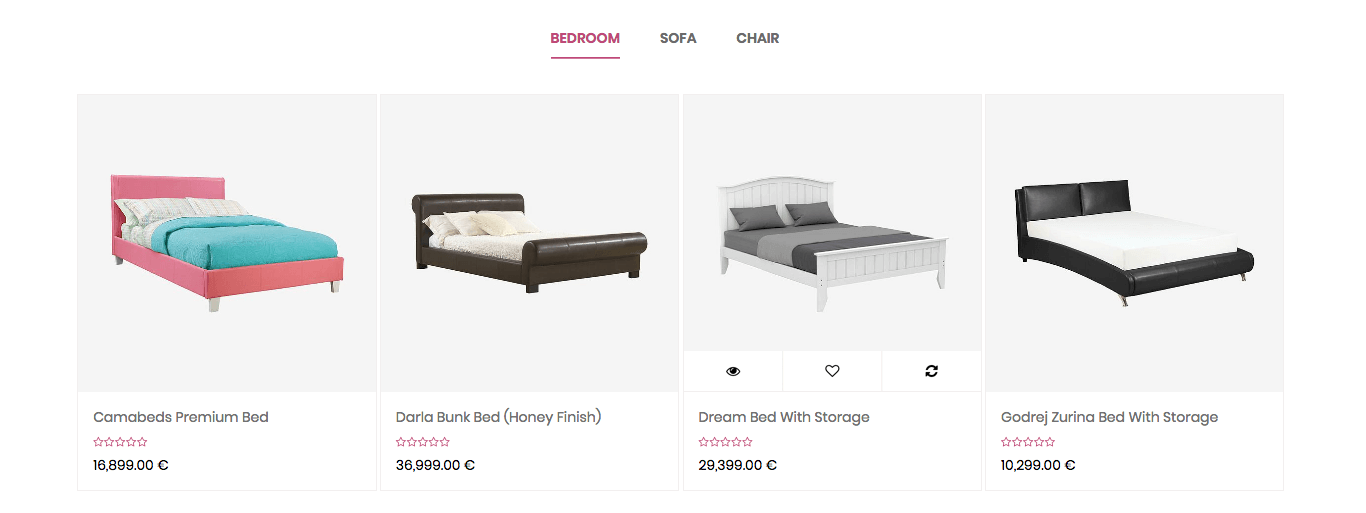 BEDROOM SOFA CHAIR
Camabeds Premium Bed
16,899.00 €
Darla Bunk Bed (Honey Finish)
36,999.00 €
Dream Bed With Storage
29,399.00 €
Godrej Zurina Bed With Storage
10,299.00 €